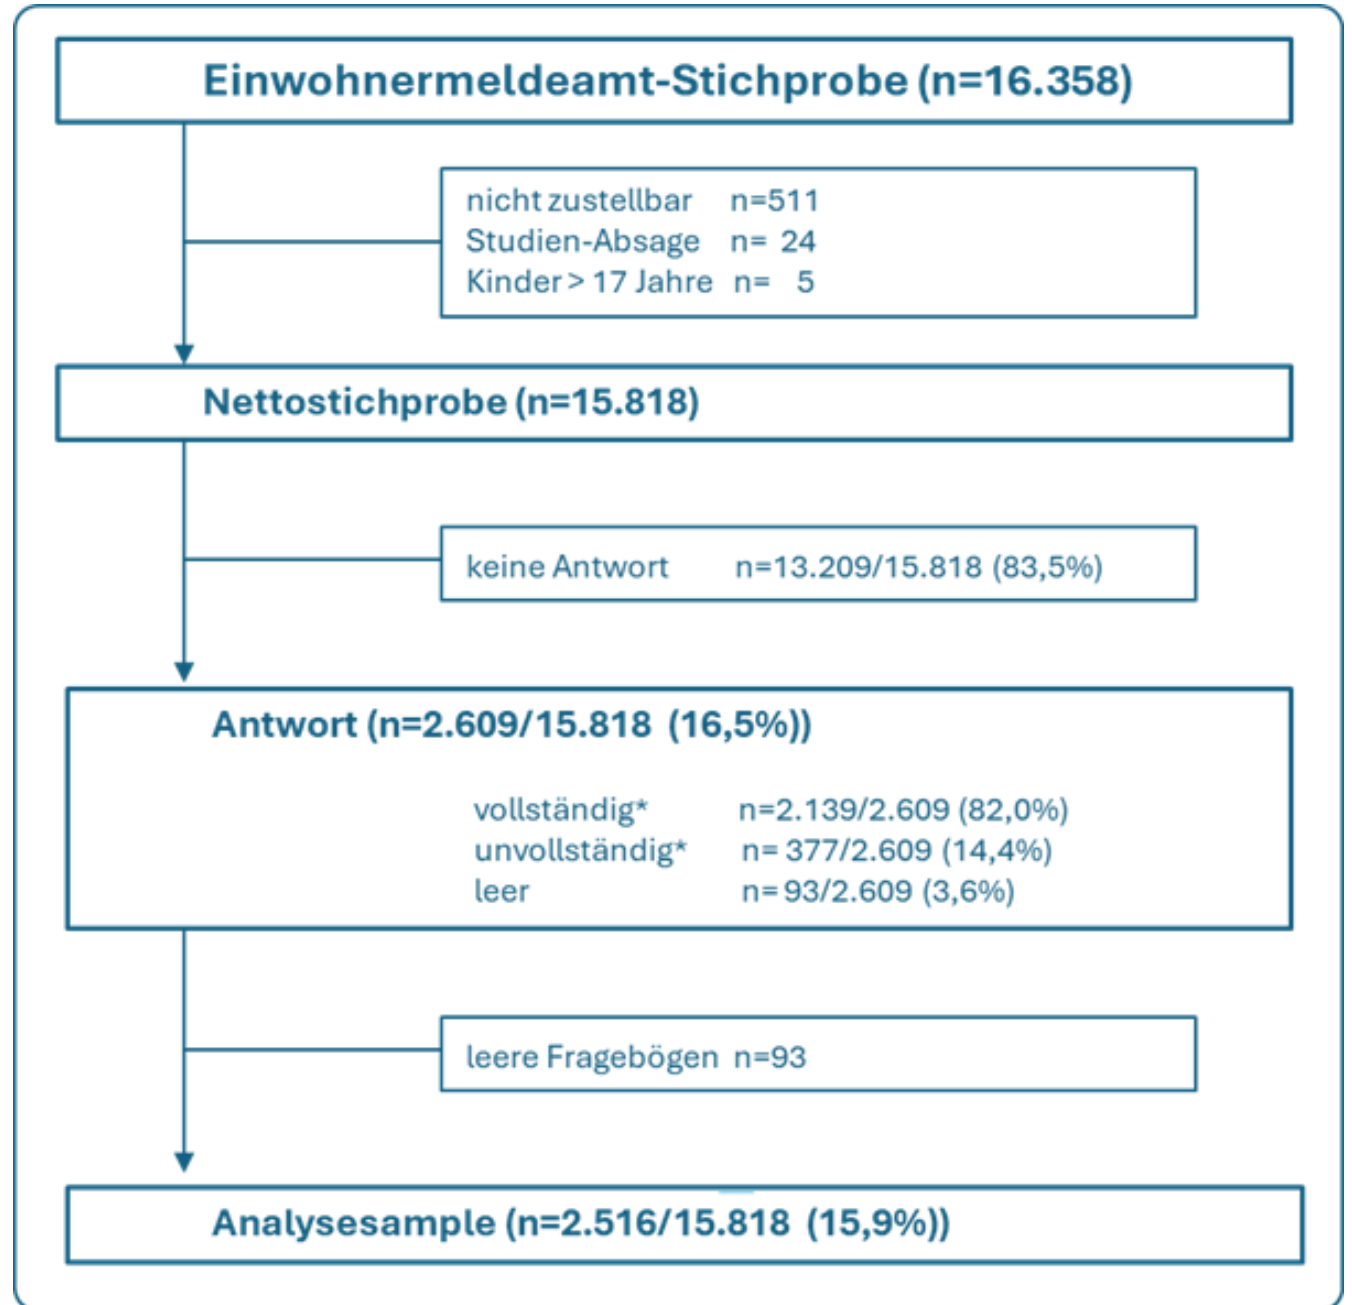 Einwohnermeldeamt-Stichprobe (n=16.358)
nicht zustellbar n=511
Studien-Absage n= 24
Kinder > 17 Jahre n= 5
Nettostichprobe (n=15.818)
keine Antwort n=13.209/15.818 (83,5%)
Antwort (n=2.609/15.818 (16,5%))
vollständig* n=2.139/2.609 (82,0%)
unvollständig* n= 377/2.609 (14,4%)
leer n= 93/2.609 (3,6%)
leere Fragebögen n=93
Analysesample (n=2.516/15.818 (15,9%))